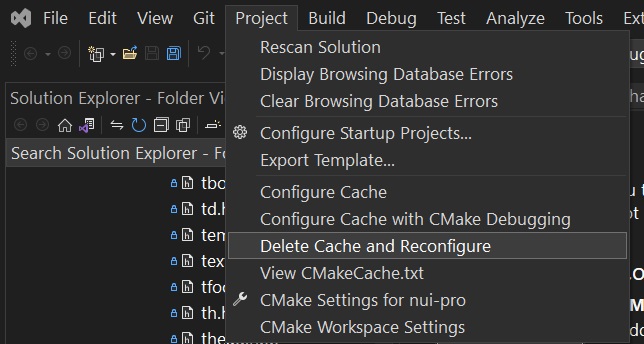 File Edit View Git Project Build Debug Test Analyze Tools
Rescan Solution
Display Browsing Database Errors
Clear Browsing Database Errors
Configure Startup Projects...
Export Template...
Configure Cache
Configure Cache with CMake Debugging
Delete Cache and Reconfigure
View CMakeCache.txt
CMake Settings for nui-pro
CMake Workspace Settings
Solution Explorer - Folder Vi
Search Solution Explorer - Fo
tbo
td.h
tem
tex
tfoo
th.h
the